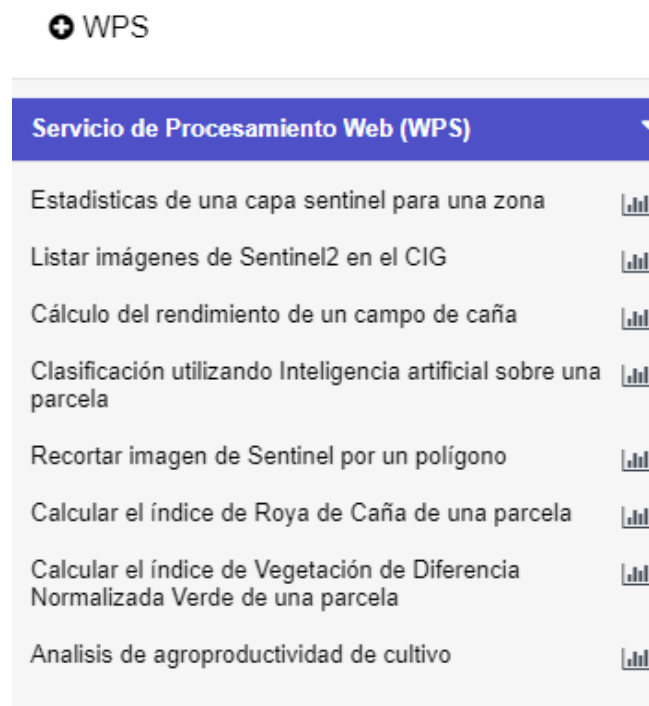 WPS
Servicio de Procesamiento Web (WPS)
Estadisticas de una capa sentinel para una zona
Listar imágenes de Sentinel2 en el CIG
Cálculo del rendimiento de un campo de caña
Clasificación utilizando Inteligencia artificial sobre una
parcela
Recortar imagen de Sentinel por un polígono
Calcular el índice de Roya de Caña de una parcela
Calcular el índice de Vegetación de Diferencia
Normalizada Verde de una parcela
Analisis de agroproductividad de cultivo